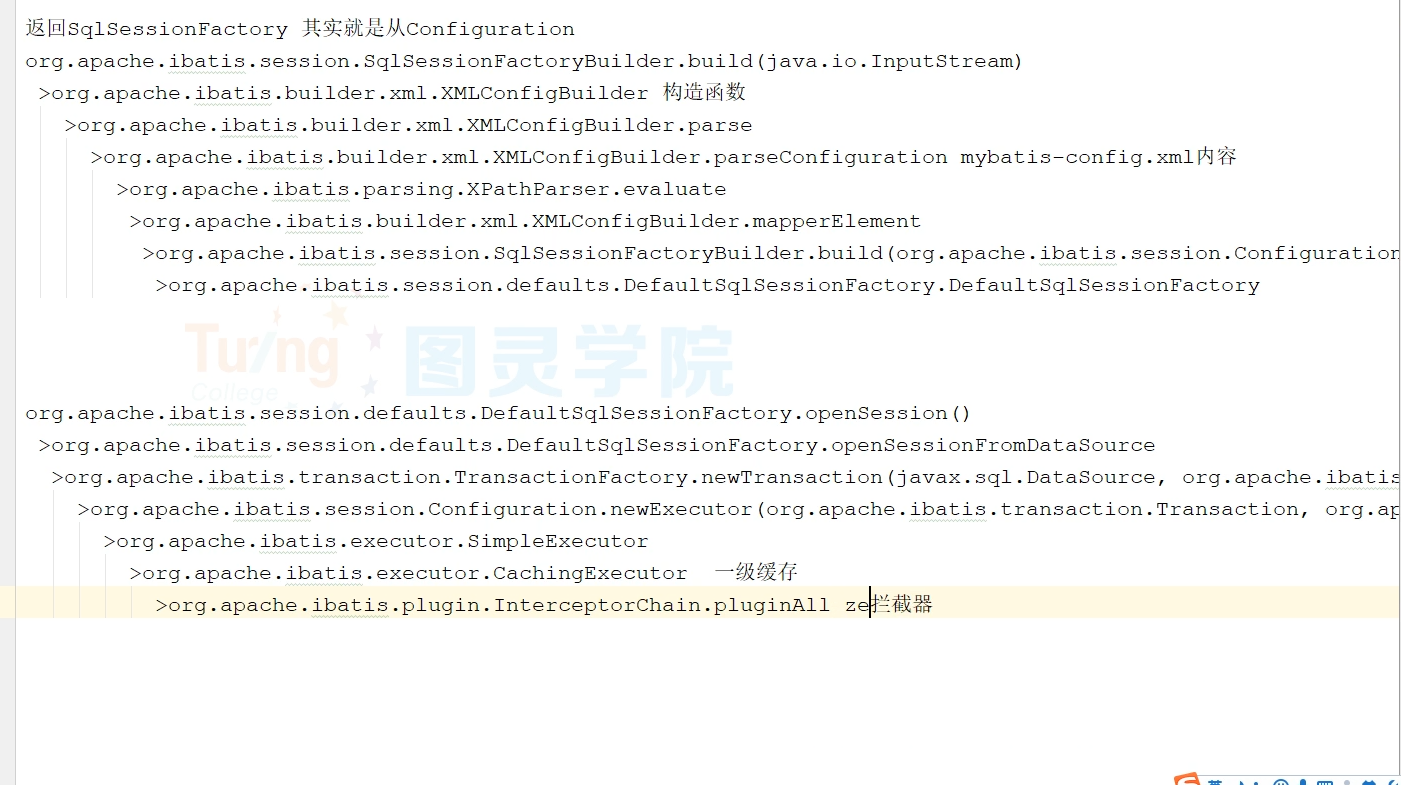 返回SqlSessionFactory 其实就是从Configuration
org.apache.ibatis.session.SqlSessionFactoryBuilder.build(java.io.InputStream)
>org.apache.ibatis.builder.xml.XMLConfigBuilder 构造函数
>org.apache.ibatis.builder.xml.XMLConfigBuilder.parse
>org.apache.ibatis.builder.xml.XMLConfigBuilder.parseConfiguration mybatis-config.xml内容
>org.apache.ibatis.parsing.XPathParser.evaluate
>org.apache.ibatis.builder.xml.XMLConfigBuilder.mapperElement
>org.apache.ibatis.session.SqlSessionFactoryBuilder.build(org.apache.ibatis.session.Configuration
>org.apache.ibatis.session.defaults.DefaultSqlSessionFactory.DefaultSqlSessionFactory
Turing 图灵学院
College
org.apache.ibatis.session.defaults.DefaultSqlSessionFactory.openSession()
>org.apache.ibatis.session.defaults.DefaultSqlSessionFactory.openSessionFromDataSource
>org.apache.ibatis.transaction.TransactionFactory.newTransaction(javax.sql.DataSource, org.apache.ibatis
>org.apache.ibatis.session.Configuration.newExecutor(org.apache.ibatis.transaction.Transaction, org.ap
>org.apache.ibatis.executor.SimpleExecutor
>org.apache.ibatis.executor.CachingExecutor 一级缓存
>org.apache.ibatis.plugin.InterceptorChain.pluginAll ze拦截器